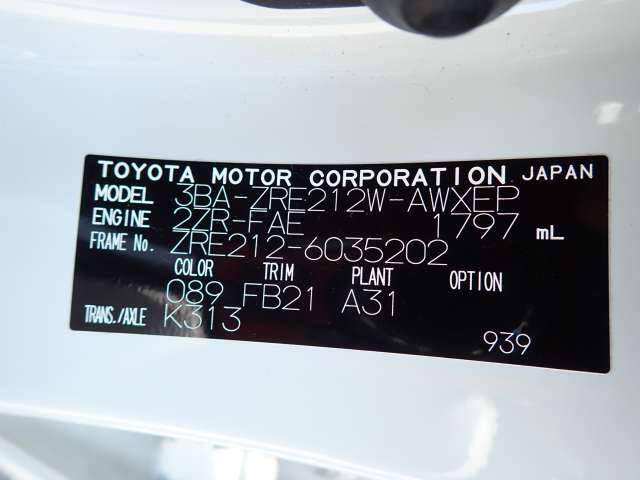 TOYOTA MOTOR CORPORATION JAPAN
MODEL 3BA-ZRE212W-AWXEP
ENGINE 2ZR-FAE 1797 mL
FRAME No. ZRE212-6035202
COLOR TRIM PLANT OPTION
089 FB21 A31
TRANS./AXLE K313
939